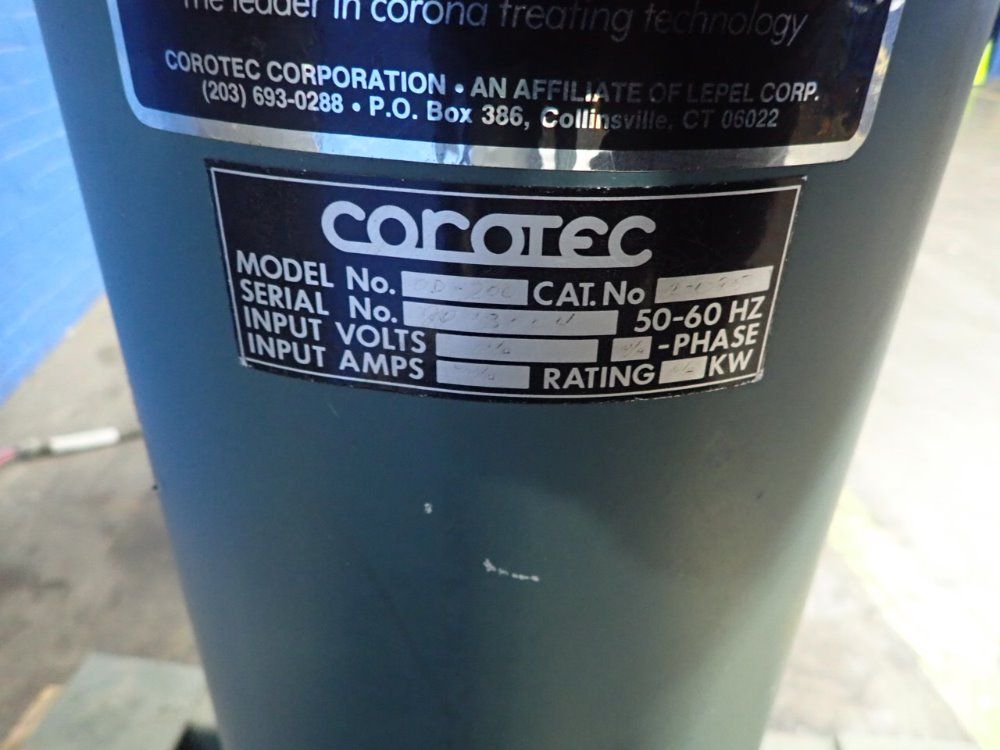 The leader in corona treating technology
COROTEC CORPORATION • AN AFFILIATE OF LEPEL CORP.
(203) 693-0288 • P.O. Box 386, Collinsville, CT 06022
COROTEC
MODEL No. CAT. No
SERIAL No. 50-60 HZ
INPUT VOLTS -PHASE
INPUT AMPS RATING KW